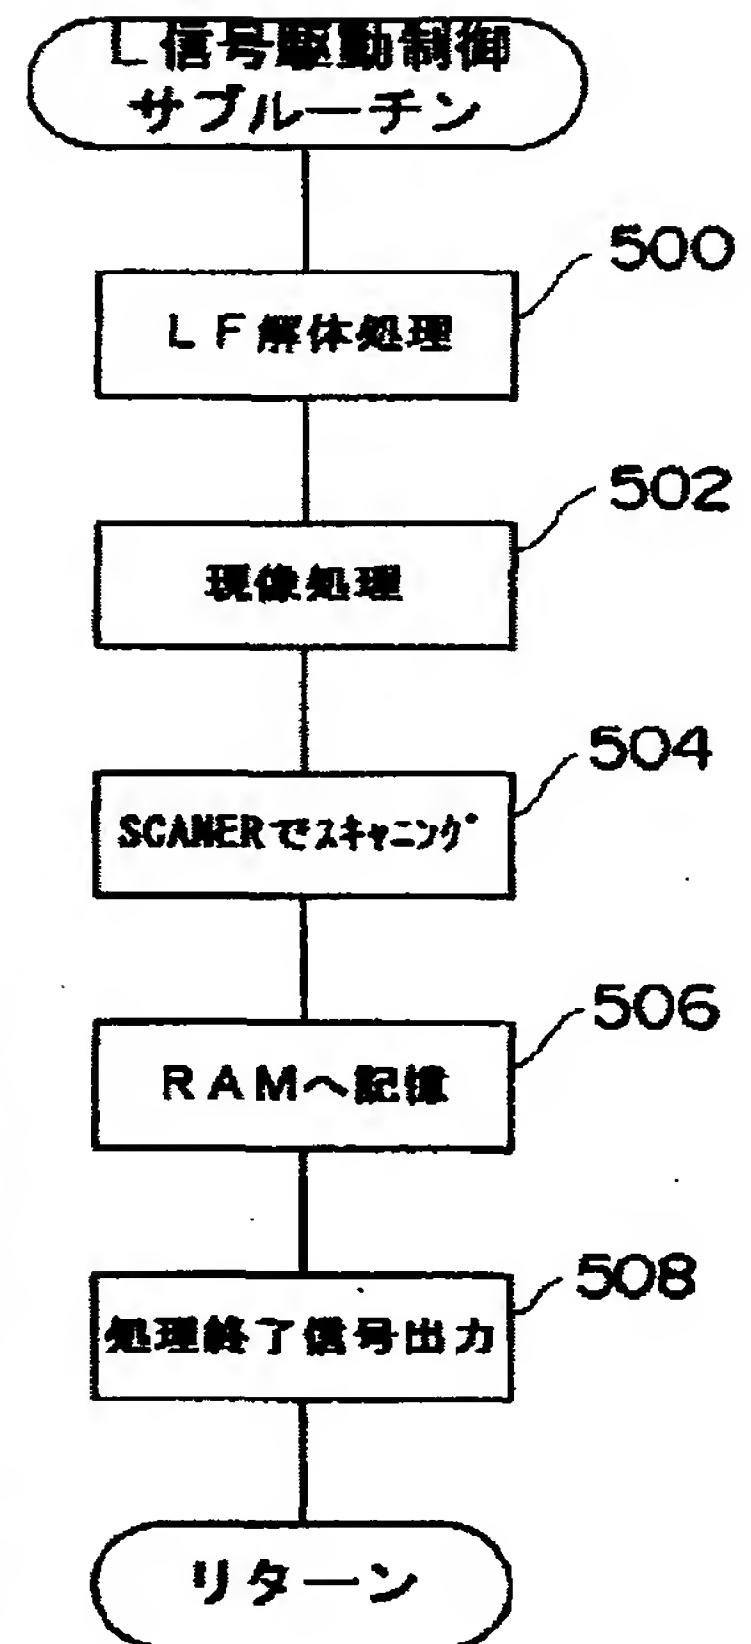 L信号駆動制御
サブルーチン
500
LF解体処理
502
現像処理
504
SCANERでスキャニング
506
RAMへ記憶
508
処理終了信号出力
リターン